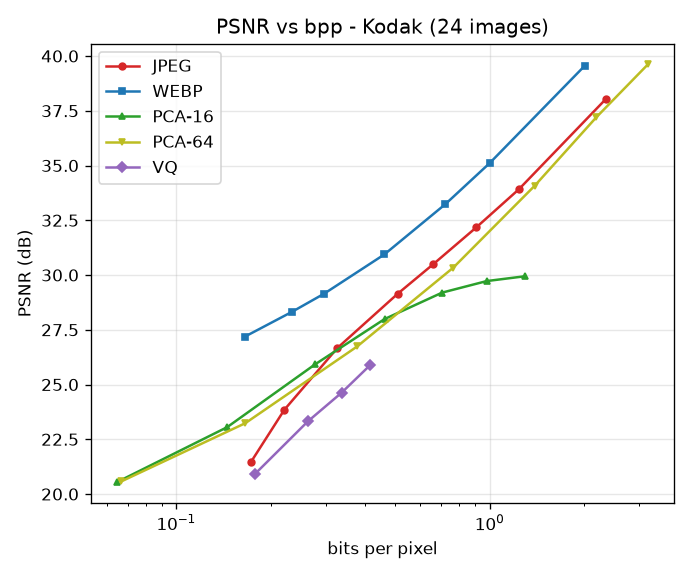 PSNR vs bpp - Kodak (24 images)
JPEG
WEBP
PCA-16
PCA-64
VQ
PSNR (dB)
40.0
37.5
35.0
32.5
30.0
27.5
25.0
22.5
20.0
10⁻¹
10⁰
bits per pixel